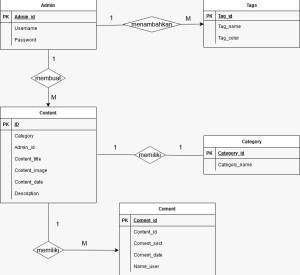 Admin
PK Admin_id
Username
Password
1
menambahkan
M
Tags
PK Tag_id
Tag_name
Tag_color
1
membuat
M
Content
PK ID
Category
Admin_id
Content_title
Content_image
Content_date
Description
1
memiliki
1
Category
PK Category_id
Category_name
1
memiliki
M
Coment
PK Coment_id
Content_id
Coment_sect
Coment_date
Name_user